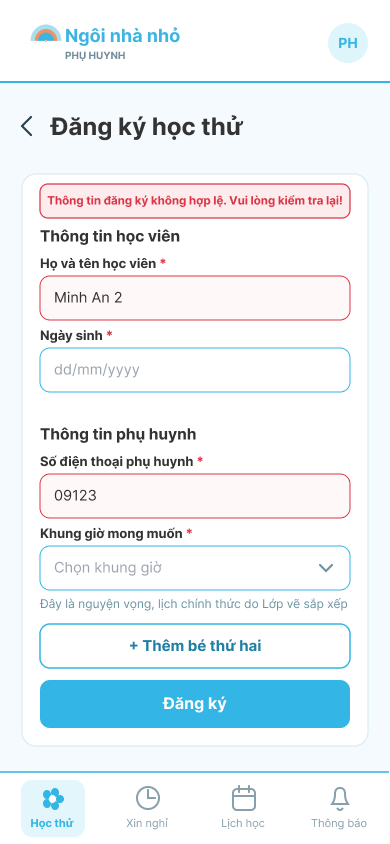 Ngôi nhà nhỏ
PHỤ HUYNH
PH
Đăng ký học thử
Thông tin đăng ký không hợp lệ. Vui lòng kiểm tra lại!
Thông tin học viên
Họ và tên học viên *
Minh An 2
Ngày sinh *
dd/mm/yyyy
Thông tin phụ huynh
Số điện thoại phụ huynh *
09123
Khung giờ mong muốn *
Chọn khung giờ
Đây là nguyện vọng, lịch chính thức do Lớp vẽ sắp xếp
+ Thêm bé thứ hai
Đăng ký
Học thử
Xin nghỉ
Lịch học
Thông báo